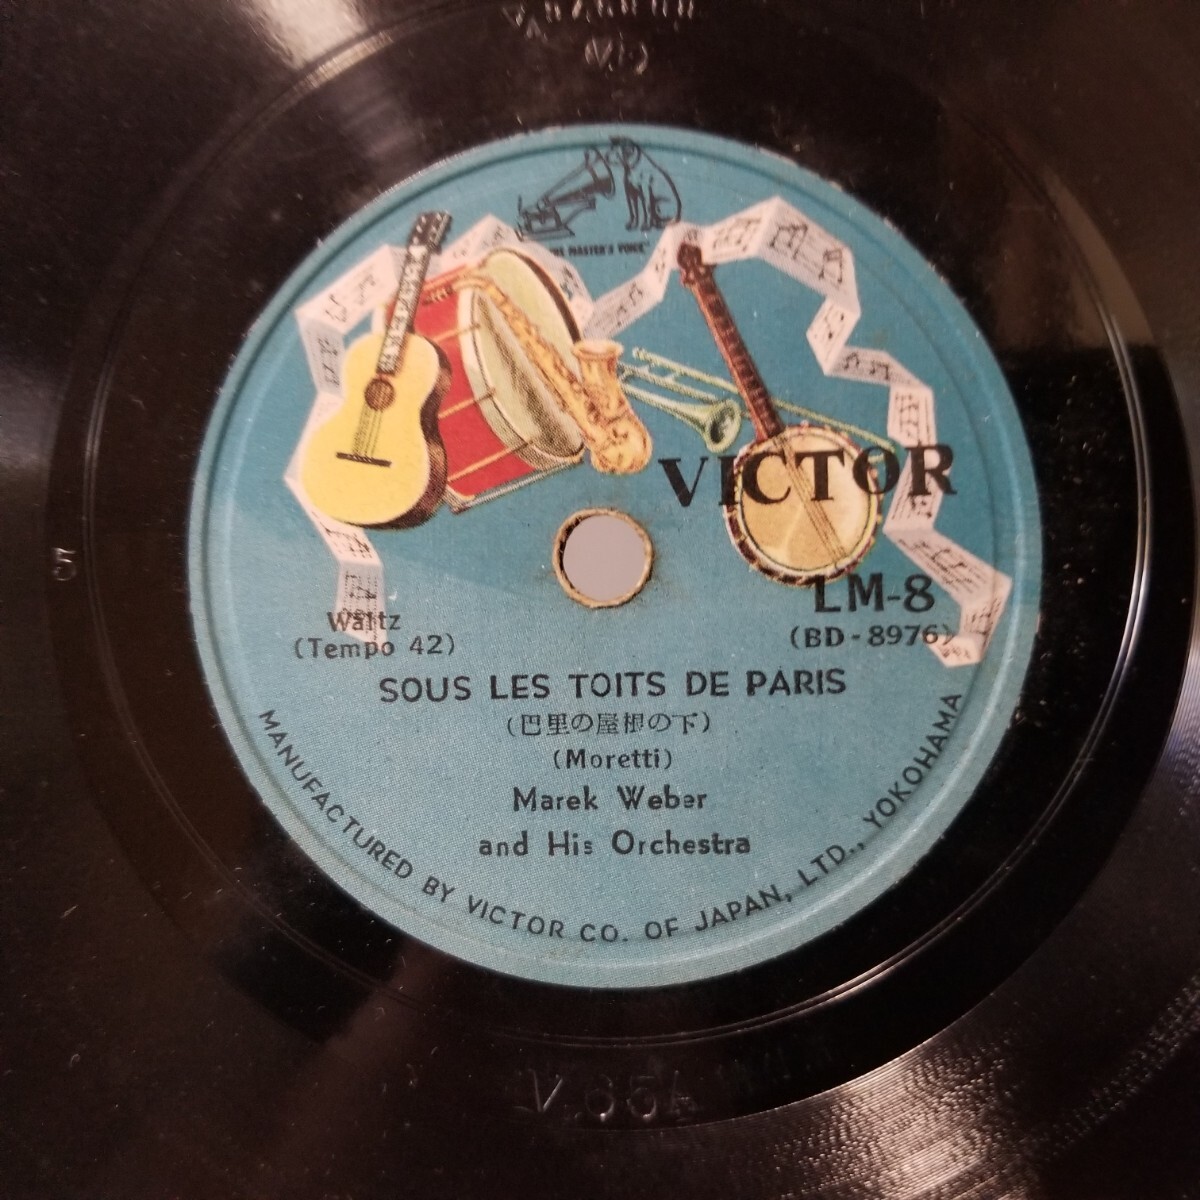 "HIS MASTER'S VOICE"
VICTOR
LM-8
(BD-8976)
Waltz
(Tempo 42)
SOUS LES TOITS DE PARIS
(巴里の屋根の下)
(Moretti)
Marek Weber
and His Orchestra
MANUFACTURED BY VICTOR CO. OF JAPAN, LTD., YOKOHAMA
5